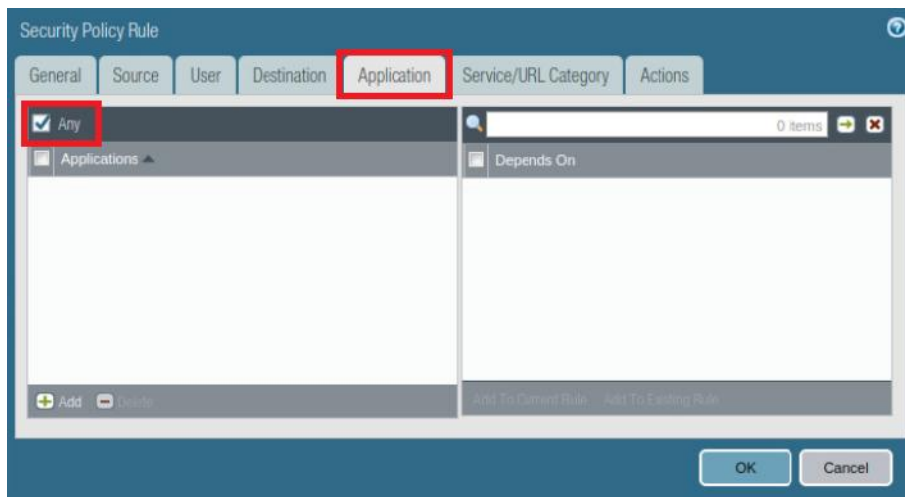 Security Policy Rule
General Source User Destination Application Service/URL Category Actions
Any
0 items
Applications
Depends On
Add Delete
Add To Current Rule Add To Existing Rule
OK Cancel